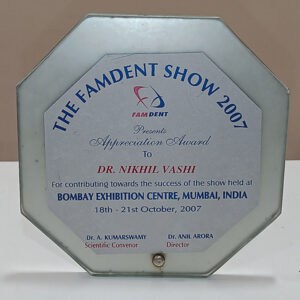 THE FAMDENT SHOW 2007
FAMDENT
Presents
Appreciation Award
To
DR. NIKHIL VASHI
For contributing towards the success of the show held at
BOMBAY EXHIBITION CENTRE, MUMBAI, INDIA
18th - 21st October, 2007
Dr. A. KUMARSWAMY Dr. ANIL ARORA
Scientific Convenor Director